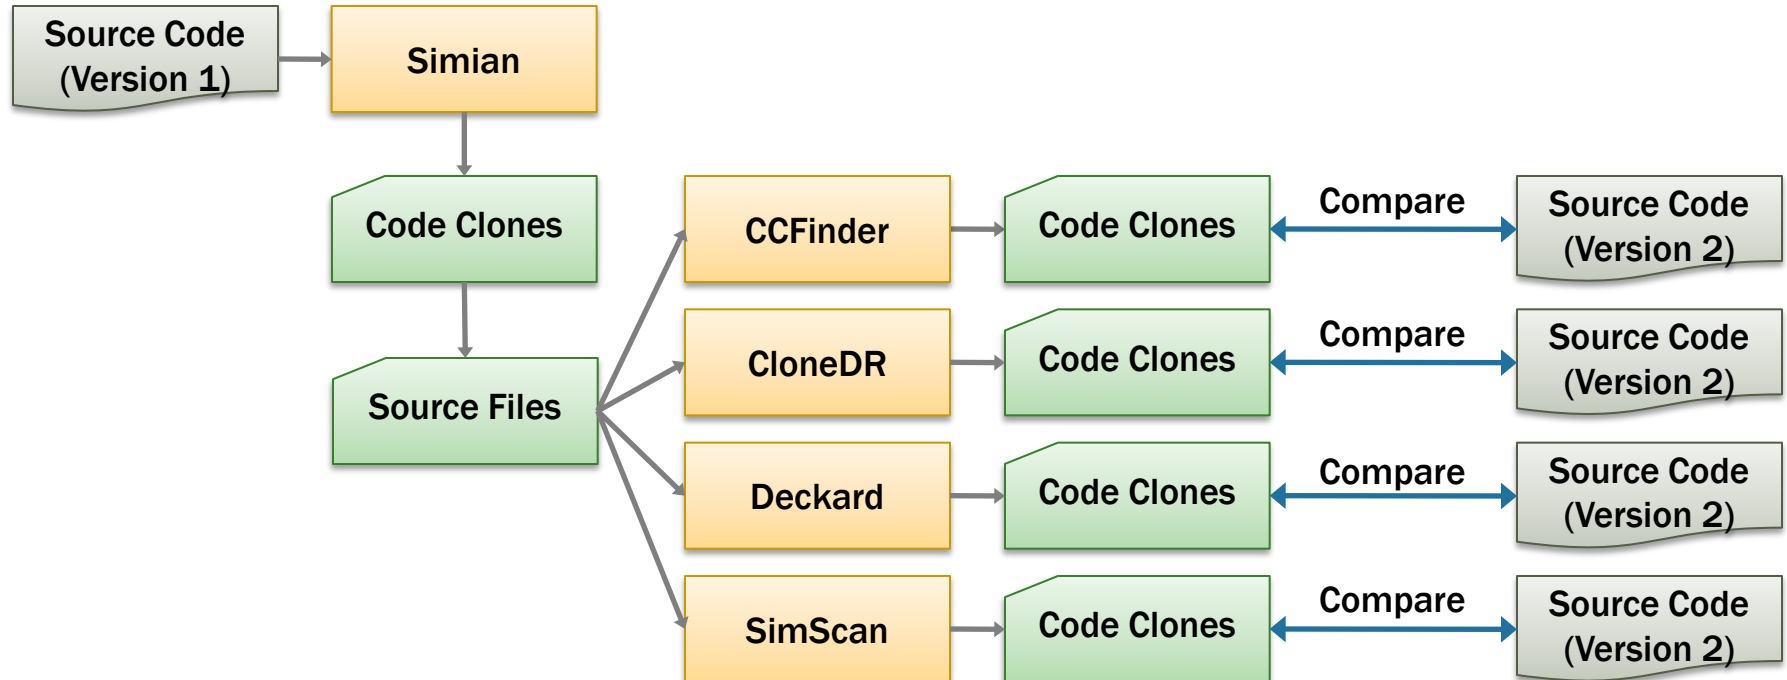 Source Code
(Version 1)
Simian
Code Clones
Source Files
CCFinder
Code Clones
Compare
Source Code
(Version 2)
CloneDR
Code Clones
Compare
Source Code
(Version 2)
Deckard
Code Clones
Compare
Source Code
(Version 2)
SimScan
Code Clones
Compare
Source Code
(Version 2)